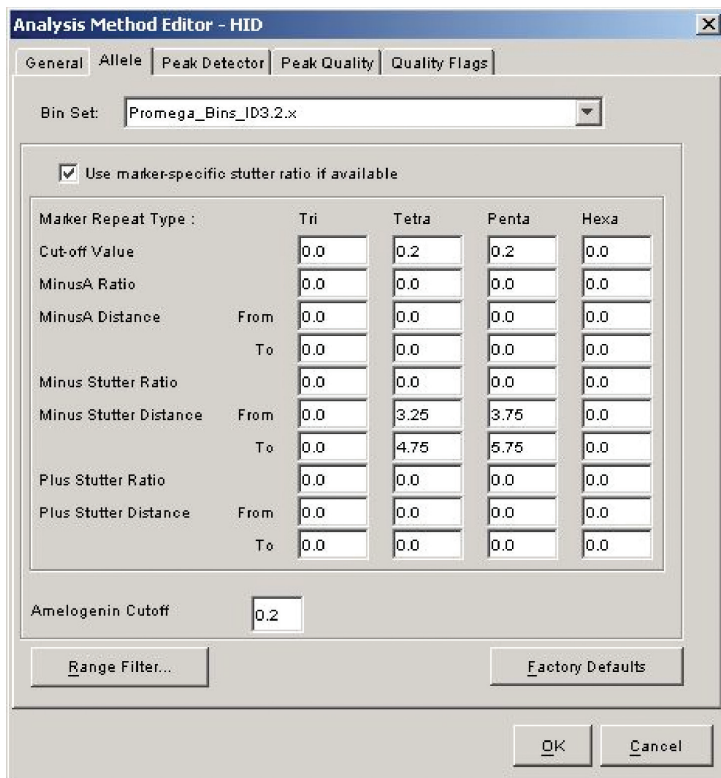 Analysis Method Editor - HID
General Allele Peak Detector Peak Quality Quality Flags
Bin Set: Promega_Bins_ID3.2.x
Use marker-specific stutter ratio if available
Marker Repeat Type : Tri Tetra Penta Hexa
Cut-off Value 0.0 0.2 0.2 0.0
MinusA Ratio 0.0 0.0 0.0 0.0
MinusA Distance From 0.0 0.0 0.0 0.0
To 0.0 0.0 0.0 0.0
Minus Stutter Ratio 0.0 0.0 0.0 0.0
Minus Stutter Distance From 0.0 3.25 3.75 0.0
To 0.0 4.75 5.75 0.0
Plus Stutter Ratio 0.0 0.0 0.0 0.0
Plus Stutter Distance From 0.0 0.0 0.0 0.0
To 0.0 0.0 0.0 0.0
Amelogenin Cutoff 0.2
Range Filter... Factory Defaults
OK Cancel